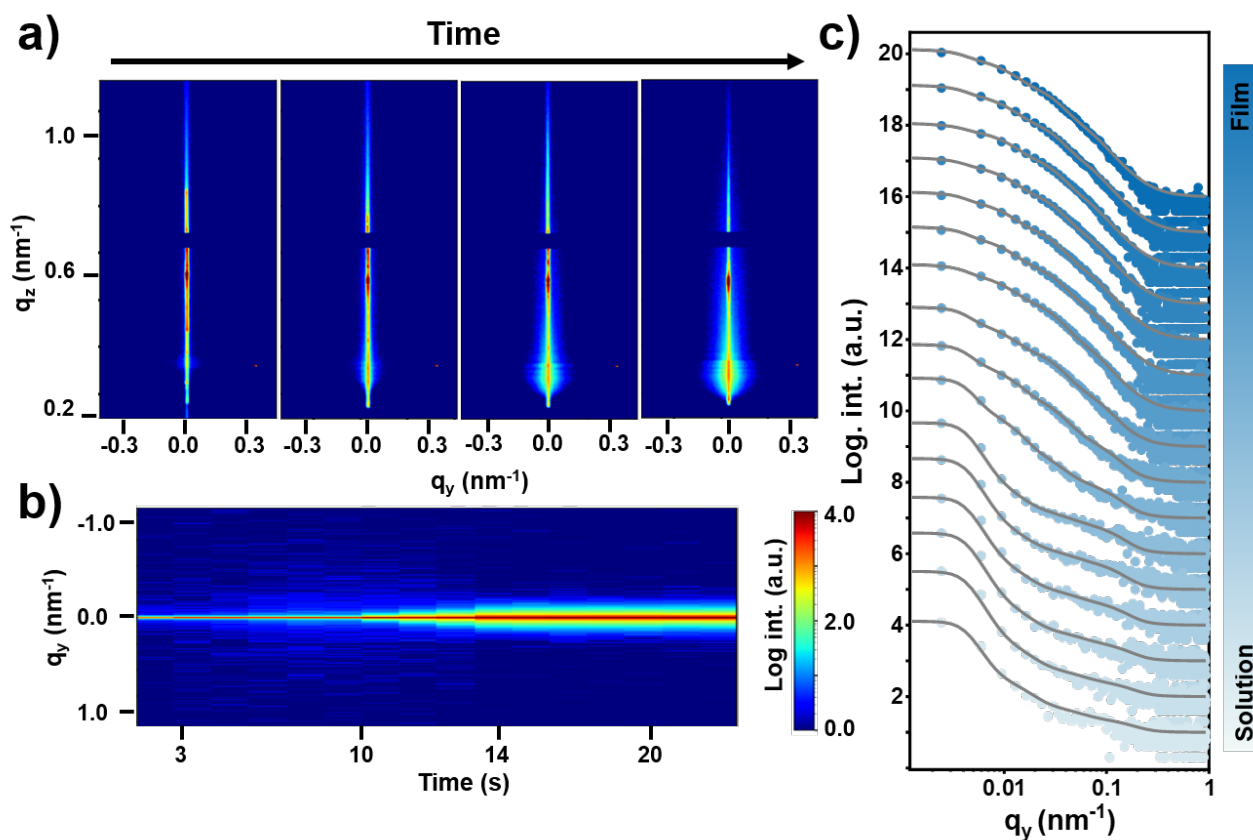 a)
Time
q_z (nm⁻¹)
1.0
0.6
0.2
-0.3 0.0 0.3 -0.3 0.0 0.3 -0.3 0.0 0.3 -0.3 0.0 0.3
q_y (nm⁻¹)
b)
q_y (nm⁻¹)
-1.0
0.0
1.0
3 10 14 20
Time (s)
Log int. (a.u.)
4.0
2.0
0.0
c)
Log. int. (a.u.)
20
18
16
14
12
10
8
6
4
2
0.01 0.1 1
q_y (nm⁻¹)
Film
Solution